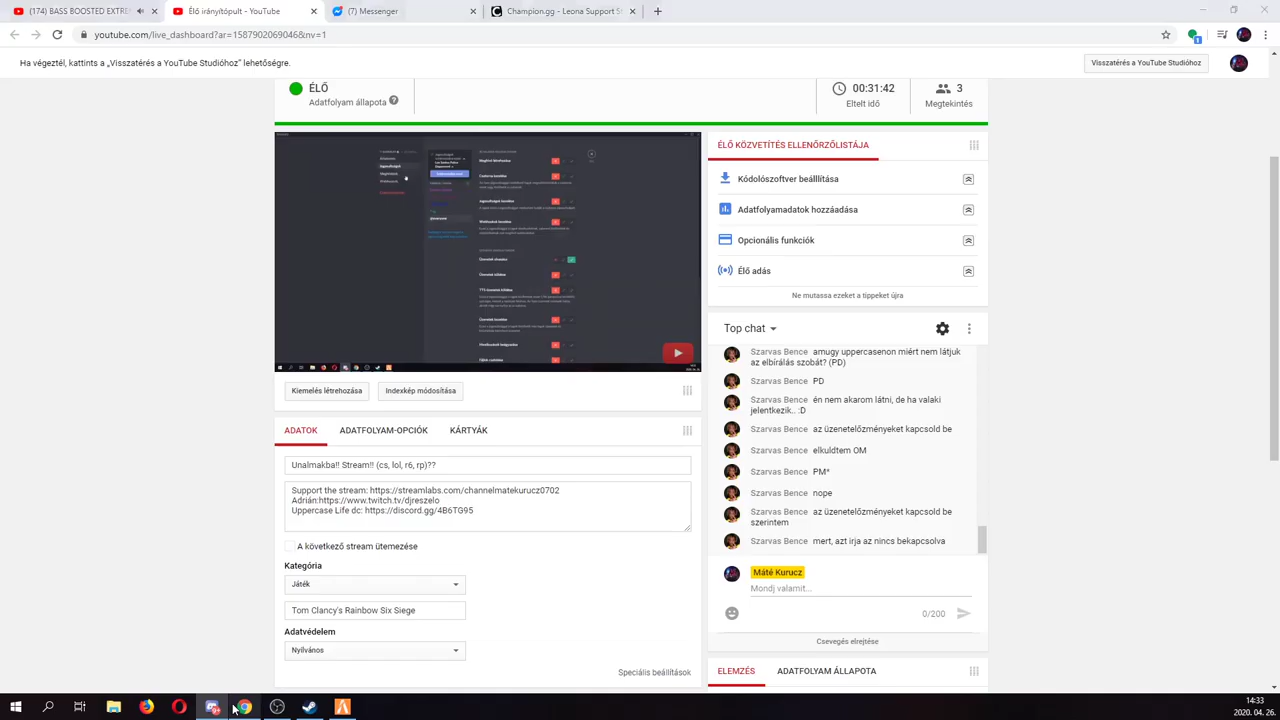 (174) BASS BOOSTED EXTREM
Élő irányítópult - YouTube
(7) Messenger
Champion.gg - Leona Support S
youtube.com/live_dashboard?ar=1587902069046&nv=1
Ha végeztél, kattints a „Visszatérés a YouTube Studióhoz" lehetőségre.
Visszatérés a YouTube Studióhoz
ÉLŐ
Adatfolyam állapota
00:31:42
Eltelt idő
3
Megtekintés
ÉLŐ KÖZVETÍTÉS ELLENŐRZŐLISTÁJA
Kódolószoftver beállítása
Adatfolyamadatok hozzáadása
Opcionális funkciók
Élő adás
Ne mutassa ezeket a tippeket újra
Kiemelés létrehozása
Indexkép módosítása
Top chat
Szarvas Bence amugy uppercasenon miért nem látjuk
az elbírálás szobát? (PD)
Szarvas Bence PD
Szarvas Bence én nem akarom látni, de ha valaki
jelentkezik.. :D
Szarvas Bence az üzenetelőzményeket kapcsold be
Szarvas Bence elkuldtem OM
Szarvas Bence PM*
Szarvas Bence nope
Szarvas Bence az üzenetelőzményeket kapcsold be
szerintem
Szarvas Bence mert, azt irja az nincs bekapcsolva
Máté Kurucz
Mondj valamit...
0/200
Csevegés elrejtése
ADATOK
ADATFOLYAM-OPCIÓK
KÁRTYÁK
Unalmakba!! Stream!! (cs, lol, r6, rp)??
Support the stream: https://streamlabs.com/channelmatekurucz0702
Adrián:https://www.twitch.tv/djreszelo
Uppercase Life dc: https://discord.gg/4B6TG95
A következő stream ütemezése
Kategória
Játék
Tom Clancy's Rainbow Six Siege
Adatvédelem
Nyilvános
Speciális beállítások
ELEMZÉS
ADATFOLYAM ÁLLAPOTA
14:33
2020. 04. 26.